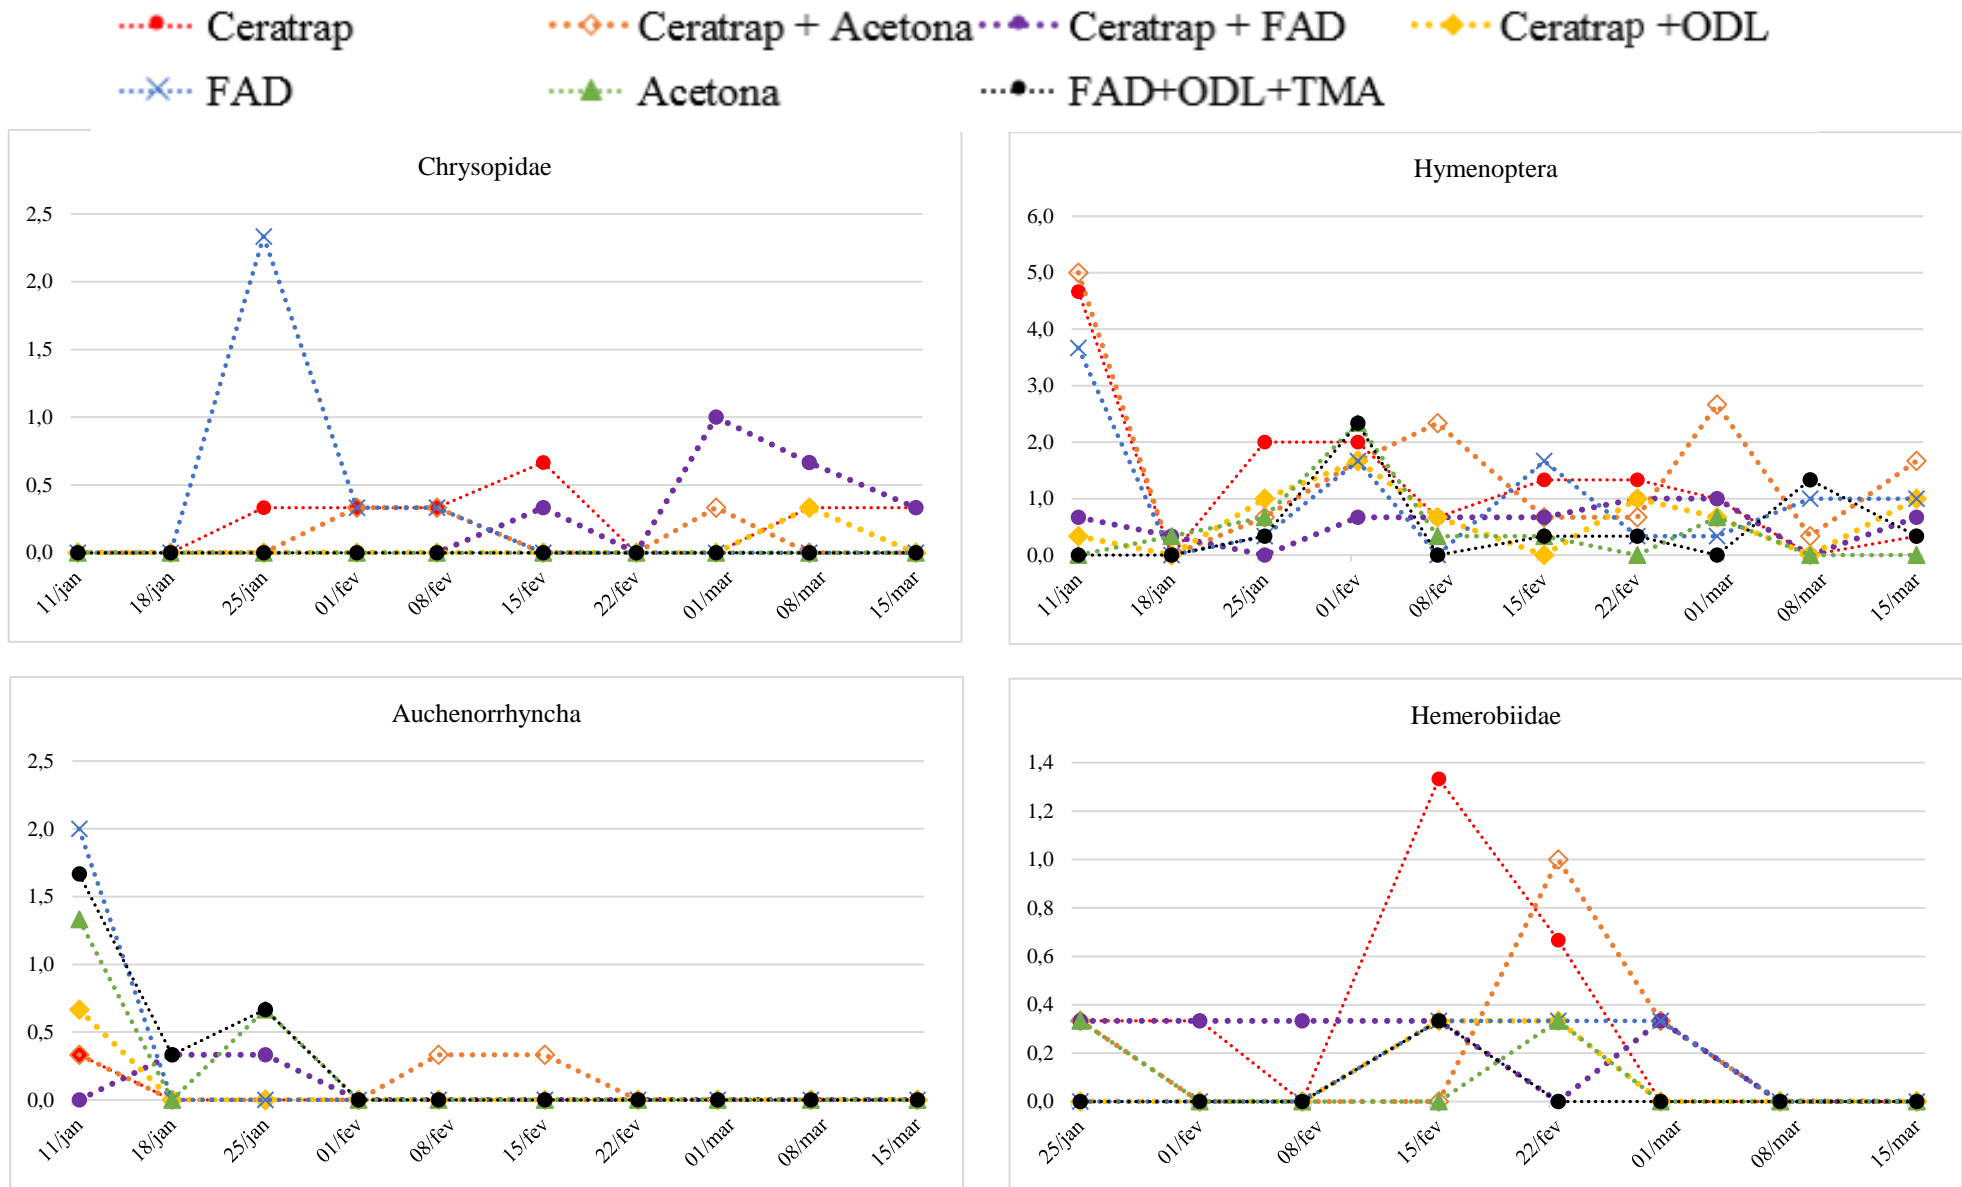 Ceratrap Ceratrap + Acetona Ceratrap + FAD Ceratrap +ODL
FAD Acetona FAD+ODL+TMA
Chrysopidae
2,5
2,0
1,5
1,0
0,5
0,0
11/jan 18/jan 25/jan 01/fev 08/fev 15/fev 22/fev 01/mar 08/mar 15/mar
Hymenoptera
6,0
5,0
4,0
3,0
2,0
1,0
0,0
11/jan 18/jan 25/jan 01/fev 08/fev 15/fev 22/fev 01/mar 08/mar 15/mar
Auchenorrhyncha
2,5
2,0
1,5
1,0
0,5
0,0
11/jan 18/jan 25/jan 01/fev 08/fev 15/fev 22/fev 01/mar 08/mar 15/mar
Hemerobiidae
1,4
1,2
1,0
0,8
0,6
0,4
0,2
0,0
25/jan 01/fev 08/fev 15/fev 22/fev 01/mar 08/mar 15/mar